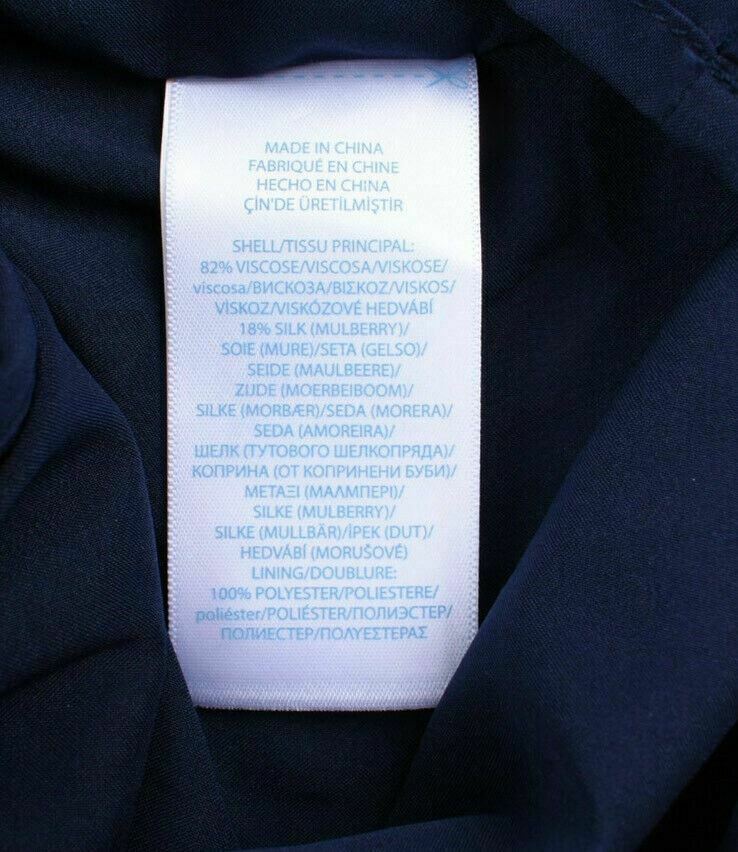 MADE IN CHINA
FABRIQUÉ EN CHINE
HECHO EN CHINA
ÇİN'DE ÜRETİLMİŞTİR
SHELL/TISSU PRINCIPAL:
82% VISCOSE/VISCOSA/VISKOSE/
viscosa/ВИСКОЗА/ΒΙΣΚΟΖ/VISKOS/
VİSKOZ/VISKÓZOVÉ HEDVÁBÍ
18% SILK (MULBERRY)/
SOIE (MURE)/SETA (GELSO)/
SEIDE (MAULBEERE)/
ZIJDE (MOERBEIBOOM)/
SILKE (MORBÆR)/SEDA (MORERA)/
SEDA (AMOREIRA)/
ШЕЛК (ТУТОВОГО ШЕЛКОПРЯДА)/
КОПРИНА (ОТ КОПРИНЕНИ БУБИ)/
ΜΕΤΑΞΙ (ΜΑΛΜΠΕΡΙ)/
SILKE (MULBERRY)/
SILKE (MULLBÄR)/İPEK (DUT)/
HEDVÁBÍ (MORUŠOVÉ)
LINING/DOUBLURE:
100% POLYESTER/POLIESTERE/
poliéster/POLIÉSTER/ПОЛИЭСТЕР/
ПОЛИЕСТЕР/ΠΟΛΥΕΣΤΕΡΑΣ